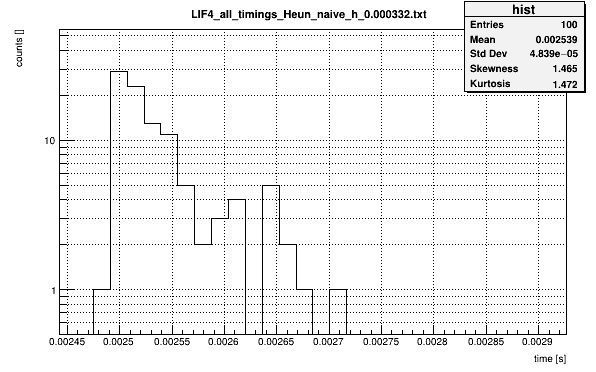 LIF4_all_timings_Heun_naive_h_0.000332.txt
hist
Entries 100
Mean 0.002539
Std Dev 4.839e−05
Skewness 1.465
Kurtosis 1.472
counts []
10
1
0.00245 0.0025 0.00255 0.0026 0.00265 0.0027 0.00275 0.0028 0.00285 0.0029
time [s]